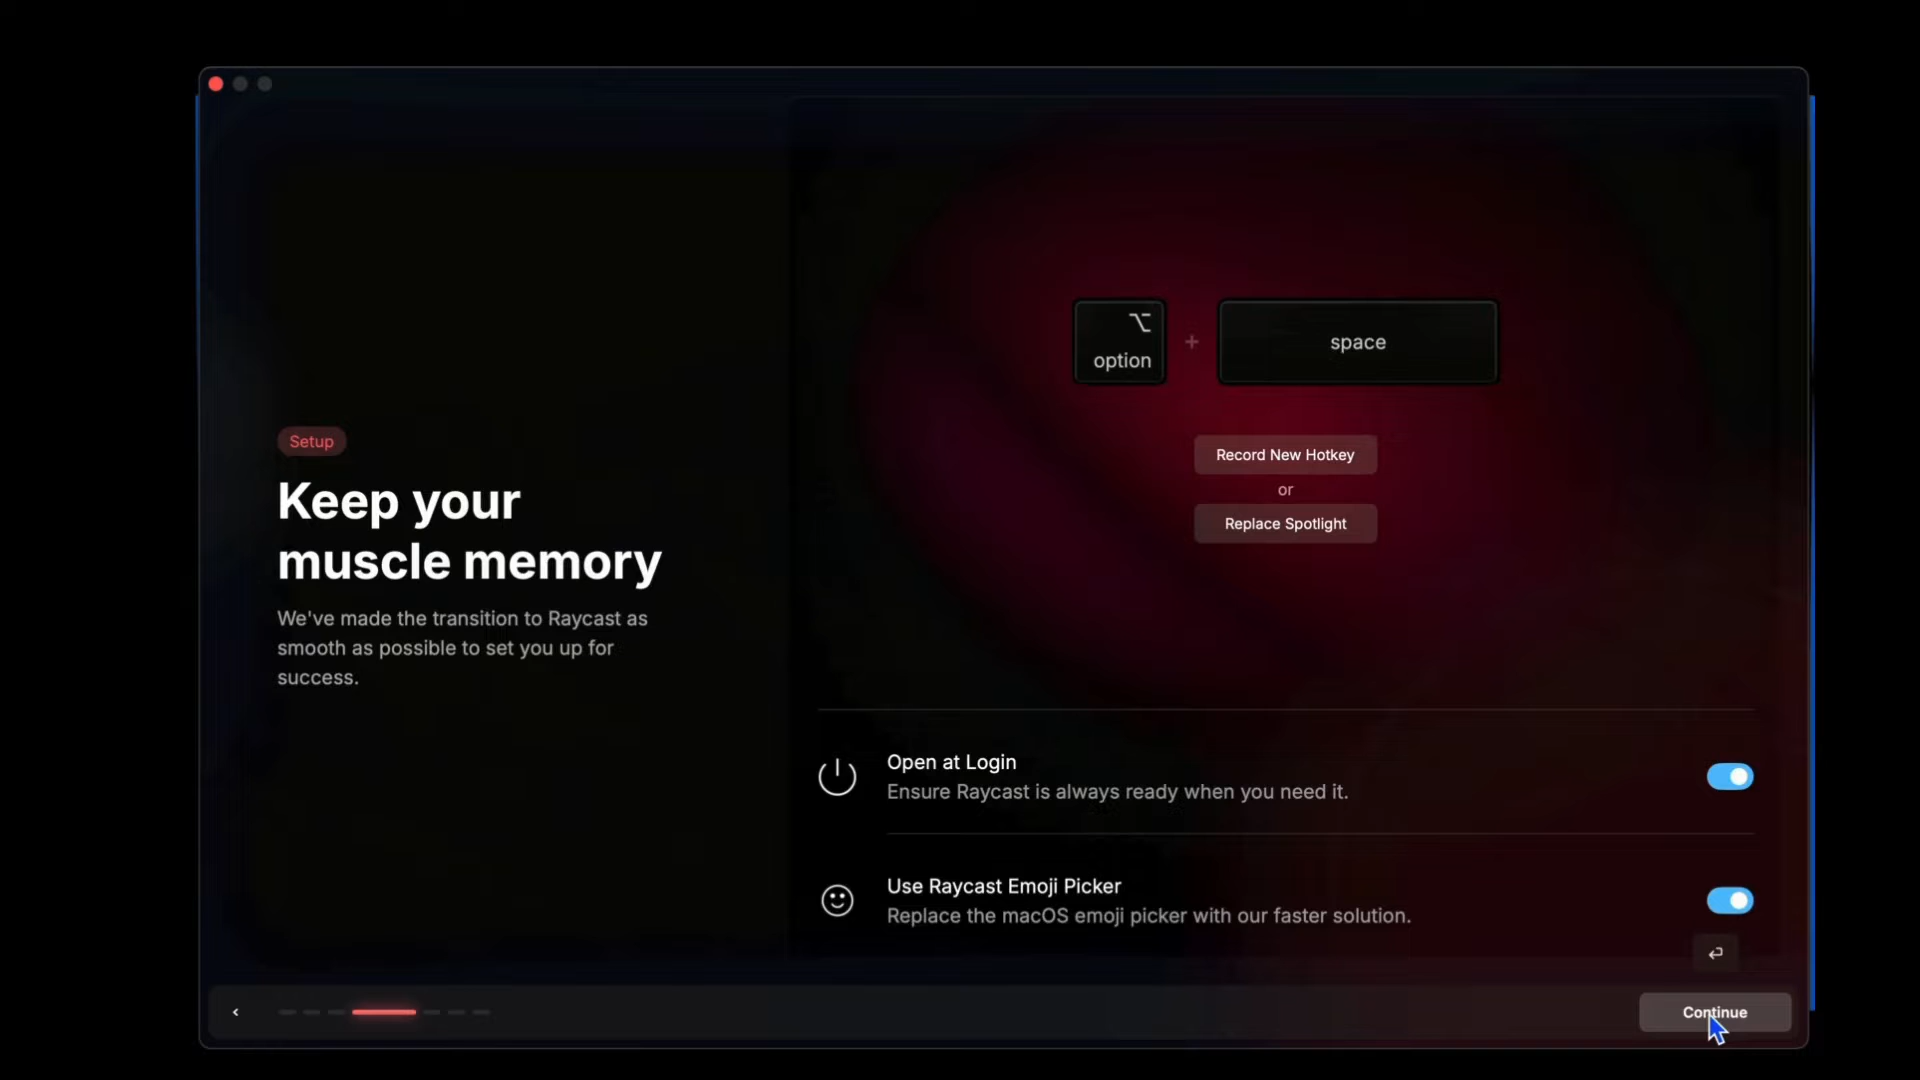 Setup
Keep your
muscle memory
We've made the transition to Raycast as
smooth as possible to set you up for
success.
⌥
option
+
space
Record New Hotkey
or
Replace Spotlight
Open at Login
Ensure Raycast is always ready when you need it.
Use Raycast Emoji Picker
Replace the macOS emoji picker with our faster solution.
Continue